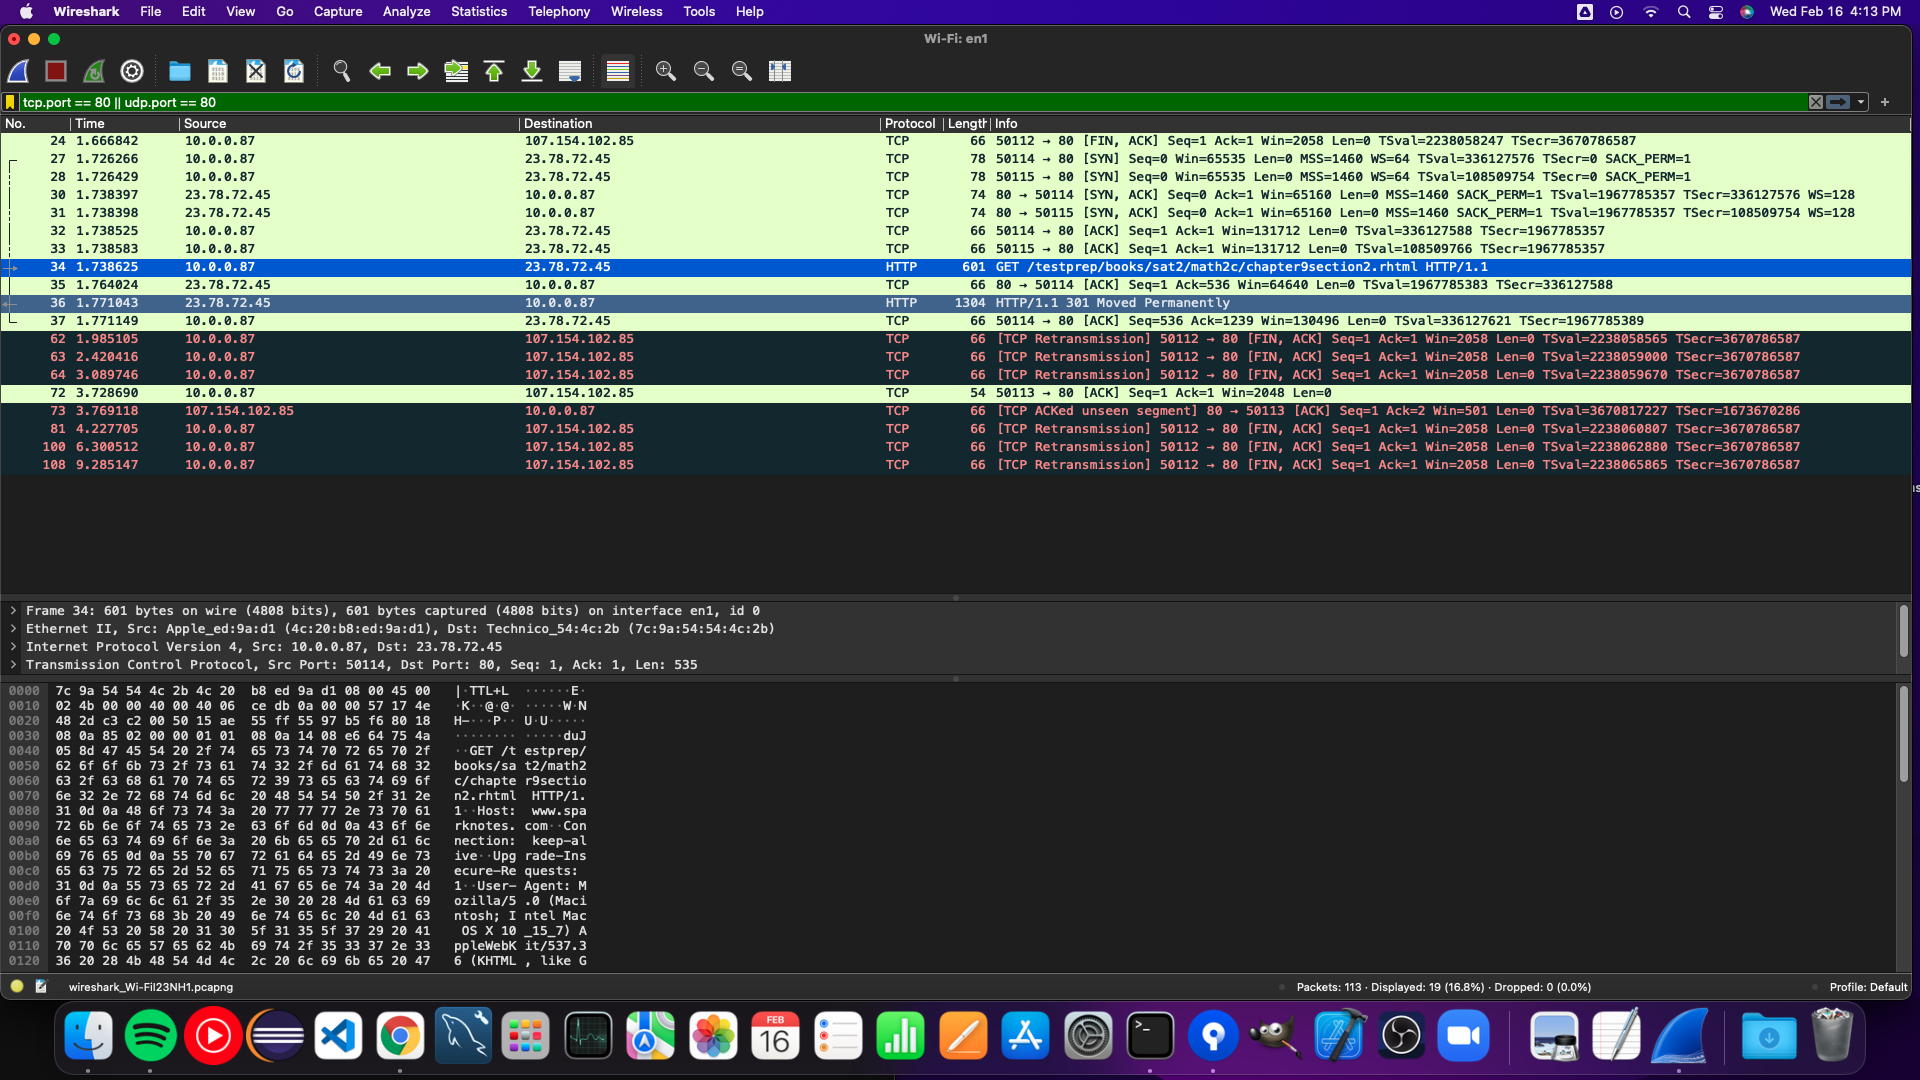 Wireshark File Edit View Go Capture Analyze Statistics Telephony Wireless Tools Help Wed Feb 16 4:13 PM
Wi-Fi: en1
tcp.port == 80 || udp.port == 80
No. Time Source Destination Protocol Length Info
24 1.666842 10.0.0.87 107.154.102.85 TCP 66 50112 → 80 [FIN, ACK] Seq=1 Ack=1 Win=2058 Len=0 TSval=2238058247 TSecr=3670786587
27 1.726266 10.0.0.87 23.78.72.45 TCP 78 50114 → 80 [SYN] Seq=0 Win=65535 Len=0 MSS=1460 WS=64 TSval=336127576 TSecr=0 SACK_PERM=1
28 1.726429 10.0.0.87 23.78.72.45 TCP 78 50115 → 80 [SYN] Seq=0 Win=65535 Len=0 MSS=1460 WS=64 TSval=108509754 TSecr=0 SACK_PERM=1
30 1.738397 23.78.72.45 10.0.0.87 TCP 74 80 → 50114 [SYN, ACK] Seq=0 Ack=1 Win=65160 Len=0 MSS=1460 SACK_PERM=1 TSval=1967785357 TSecr=336127576 WS=128
31 1.738398 23.78.72.45 10.0.0.87 TCP 74 80 → 50115 [SYN, ACK] Seq=0 Ack=1 Win=65160 Len=0 MSS=1460 SACK_PERM=1 TSval=1967785357 TSecr=108509754 WS=128
32 1.738525 10.0.0.87 23.78.72.45 TCP 66 50114 → 80 [ACK] Seq=1 Ack=1 Win=131712 Len=0 TSval=336127588 TSecr=1967785357
33 1.738583 10.0.0.87 23.78.72.45 TCP 66 50115 → 80 [ACK] Seq=1 Ack=1 Win=131712 Len=0 TSval=108509766 TSecr=1967785357
34 1.738625 10.0.0.87 23.78.72.45 HTTP 601 GET /testprep/books/sat2/math2c/chapter9section2.rhtml HTTP/1.1
35 1.764024 23.78.72.45 10.0.0.87 TCP 66 80 → 50114 [ACK] Seq=1 Ack=536 Win=64640 Len=0 TSval=1967785383 TSecr=336127588
36 1.771043 23.78.72.45 10.0.0.87 HTTP 1304 HTTP/1.1 301 Moved Permanently
37 1.771149 10.0.0.87 23.78.72.45 TCP 66 50114 → 80 [ACK] Seq=536 Ack=1239 Win=130496 Len=0 TSval=336127621 TSecr=1967785389
62 1.985105 10.0.0.87 107.154.102.85 TCP 66 [TCP Retransmission] 50112 → 80 [FIN, ACK] Seq=1 Ack=1 Win=2058 Len=0 TSval=2238058565 TSecr=3670786587
63 2.420416 10.0.0.87 107.154.102.85 TCP 66 [TCP Retransmission] 50112 → 80 [FIN, ACK] Seq=1 Ack=1 Win=2058 Len=0 TSval=2238059000 TSecr=3670786587
64 3.089746 10.0.0.87 107.154.102.85 TCP 66 [TCP Retransmission] 50112 → 80 [FIN, ACK] Seq=1 Ack=1 Win=2058 Len=0 TSval=2238059670 TSecr=3670786587
72 3.728690 10.0.0.87 107.154.102.85 TCP 54 50113 → 80 [ACK] Seq=1 Ack=1 Win=2048 Len=0
73 3.769118 107.154.102.85 10.0.0.87 TCP 66 [TCP ACKed unseen segment] 80 → 50113 [ACK] Seq=1 Ack=2 Win=501 Len=0 TSval=3670817227 TSecr=1673670286
81 4.227705 10.0.0.87 107.154.102.85 TCP 66 [TCP Retransmission] 50112 → 80 [FIN, ACK] Seq=1 Ack=1 Win=2058 Len=0 TSval=2238060807 TSecr=3670786587
100 6.300512 10.0.0.87 107.154.102.85 TCP 66 [TCP Retransmission] 50112 → 80 [FIN, ACK] Seq=1 Ack=1 Win=2058 Len=0 TSval=2238062880 TSecr=3670786587
108 9.285147 10.0.0.87 107.154.102.85 TCP 66 [TCP Retransmission] 50112 → 80 [FIN, ACK] Seq=1 Ack=1 Win=2058 Len=0 TSval=2238065865 TSecr=3670786587
Frame 34: 601 bytes on wire (4808 bits), 601 bytes captured (4808 bits) on interface en1, id 0
Ethernet II, Src: Apple_ed:9a:d1 (4c:20:b8:ed:9a:d1), Dst: Technico_54:4c:2b (7c:9a:54:54:4c:2b)
Internet Protocol Version 4, Src: 10.0.0.87, Dst: 23.78.72.45
Transmission Control Protocol, Src Port: 50114, Dst Port: 80, Seq: 1, Ack: 1, Len: 535
0000 7c 9a 54 54 4c 2b 4c 20 b8 ed 9a d1 08 00 45 00 |·TTL+L ······E·
0010 02 4b 00 00 40 00 40 06 ce db 0a 00 00 57 17 4e ·K··@·@· ·····W·N
0020 48 2d c3 c2 00 50 15 ae 55 ff 55 97 b5 f6 80 18 H-···P·· U·U·····
0030 08 0a 85 02 00 00 01 01 08 0a 14 08 e6 64 75 4a ········ ·····duJ
0040 05 8d 47 45 54 20 2f 74 65 73 74 70 72 65 70 2f ··GET /t estprep/
0050 62 6f 6f 6b 73 2f 73 61 74 32 2f 6d 61 74 68 32 books/sa t2/math2
0060 63 2f 63 68 61 70 74 65 72 39 73 65 63 74 69 6f c/chapte r9sectio
0070 6e 32 2e 72 68 74 6d 6c 20 48 54 54 50 2f 31 2e n2.rhtml HTTP/1.
0080 31 0d 0a 48 6f 73 74 3a 20 77 77 77 2e 73 70 61 1··Host: www.spa
0090 72 6b 6e 6f 74 65 73 2e 63 6f 6d 0d 0a 43 6f 6e rknotes. com··Con
00a0 6e 65 63 74 69 6f 6e 3a 20 6b 65 65 70 2d 61 6c nection: keep-al
00b0 69 76 65 0d 0a 55 70 67 72 61 64 65 2d 49 6e 73 ive··Upg rade-Ins
00c0 65 63 75 72 65 2d 52 65 71 75 65 73 74 73 3a 20 ecure-Re quests:
00d0 31 0d 0a 55 73 65 72 2d 41 67 65 6e 74 3a 20 4d 1··User- Agent: M
00e0 6f 7a 69 6c 6c 61 2f 35 2e 30 20 28 4d 61 63 69 ozilla/5 .0 (Maci
00f0 6e 74 6f 73 68 3b 20 49 6e 74 65 6c 20 4d 61 63 ntosh; I ntel Mac
0100 20 4f 53 20 58 20 31 30 5f 31 35 5f 37 29 20 41 OS X 10 _15_7) A
0110 70 70 6c 65 57 65 62 4b 69 74 2f 35 33 37 2e 33 ppleWebK it/537.3
0120 36 20 28 4b 48 54 4d 4c 2c 20 6c 69 6b 65 20 47 6 (KHTML , like G
wireshark_Wi-FiI23NH1.pcapng Packets: 113 · Displayed: 19 (16.8%) · Dropped: 0 (0.0%) Profile: Default
FEB
16